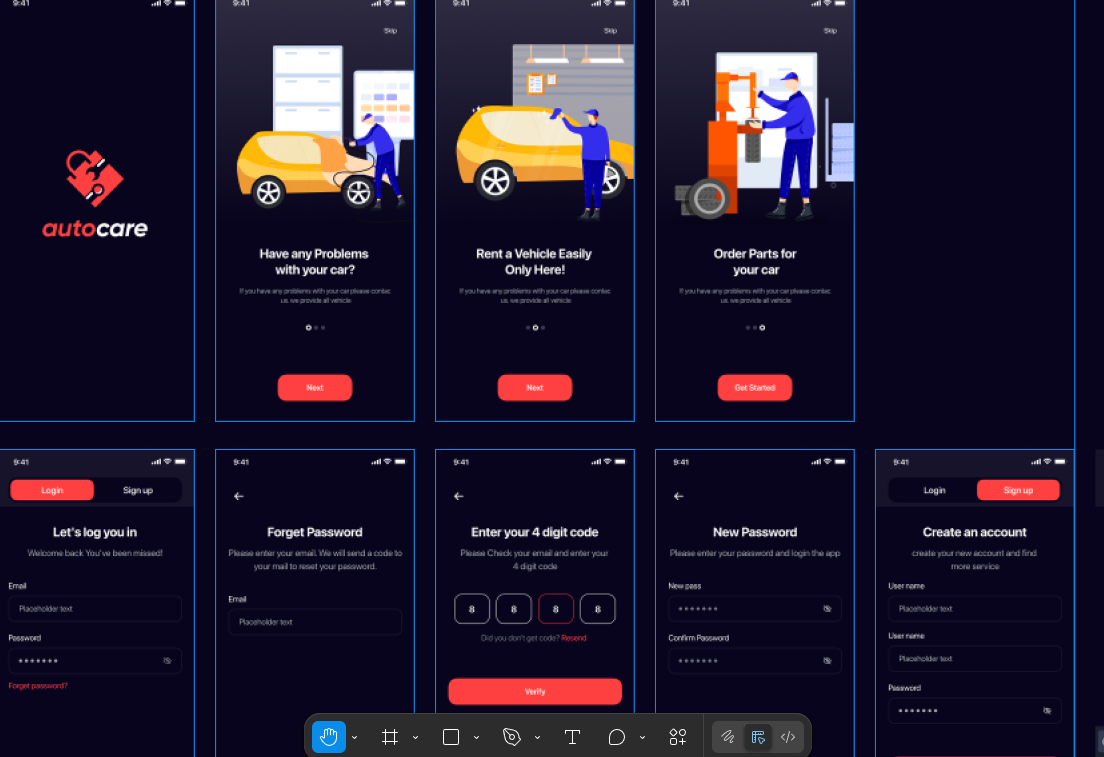 9:41
9:41
9:41
9:41
Skip
Skip
Skip
autocare
Have any Problems
with your car?
If you have any problems with your car please contac
us, we provide all vehicle
Next
Rent a Vehicle Easily
Only Here!
If you have any problems with your car please contac
us, we provide all vehicle
Next
Order Parts for
your car
If you have any problems with your car please contac
us, we provide all vehicle
Get Started
9:41
Login
Sign up
Let's log you in
Welcome back You've been missed!
Email
Placeholder text
Password
Forget password?
9:41
Forget Password
Please enter your email. We will send a code to
your mail to reset your password.
Email
Placeholder text
9:41
Enter your 4 digit code
Please Check your email and enter your
4 digit code
8 8 8 8
Did you don't get code? Resend
Verify
9:41
New Password
Please enter your password and login the app
New pass
Confirm Password
9:41
Login
Sign up
Create an account
create your new account and find
more service
User name
Placeholder text
User name
Placeholder text
Password